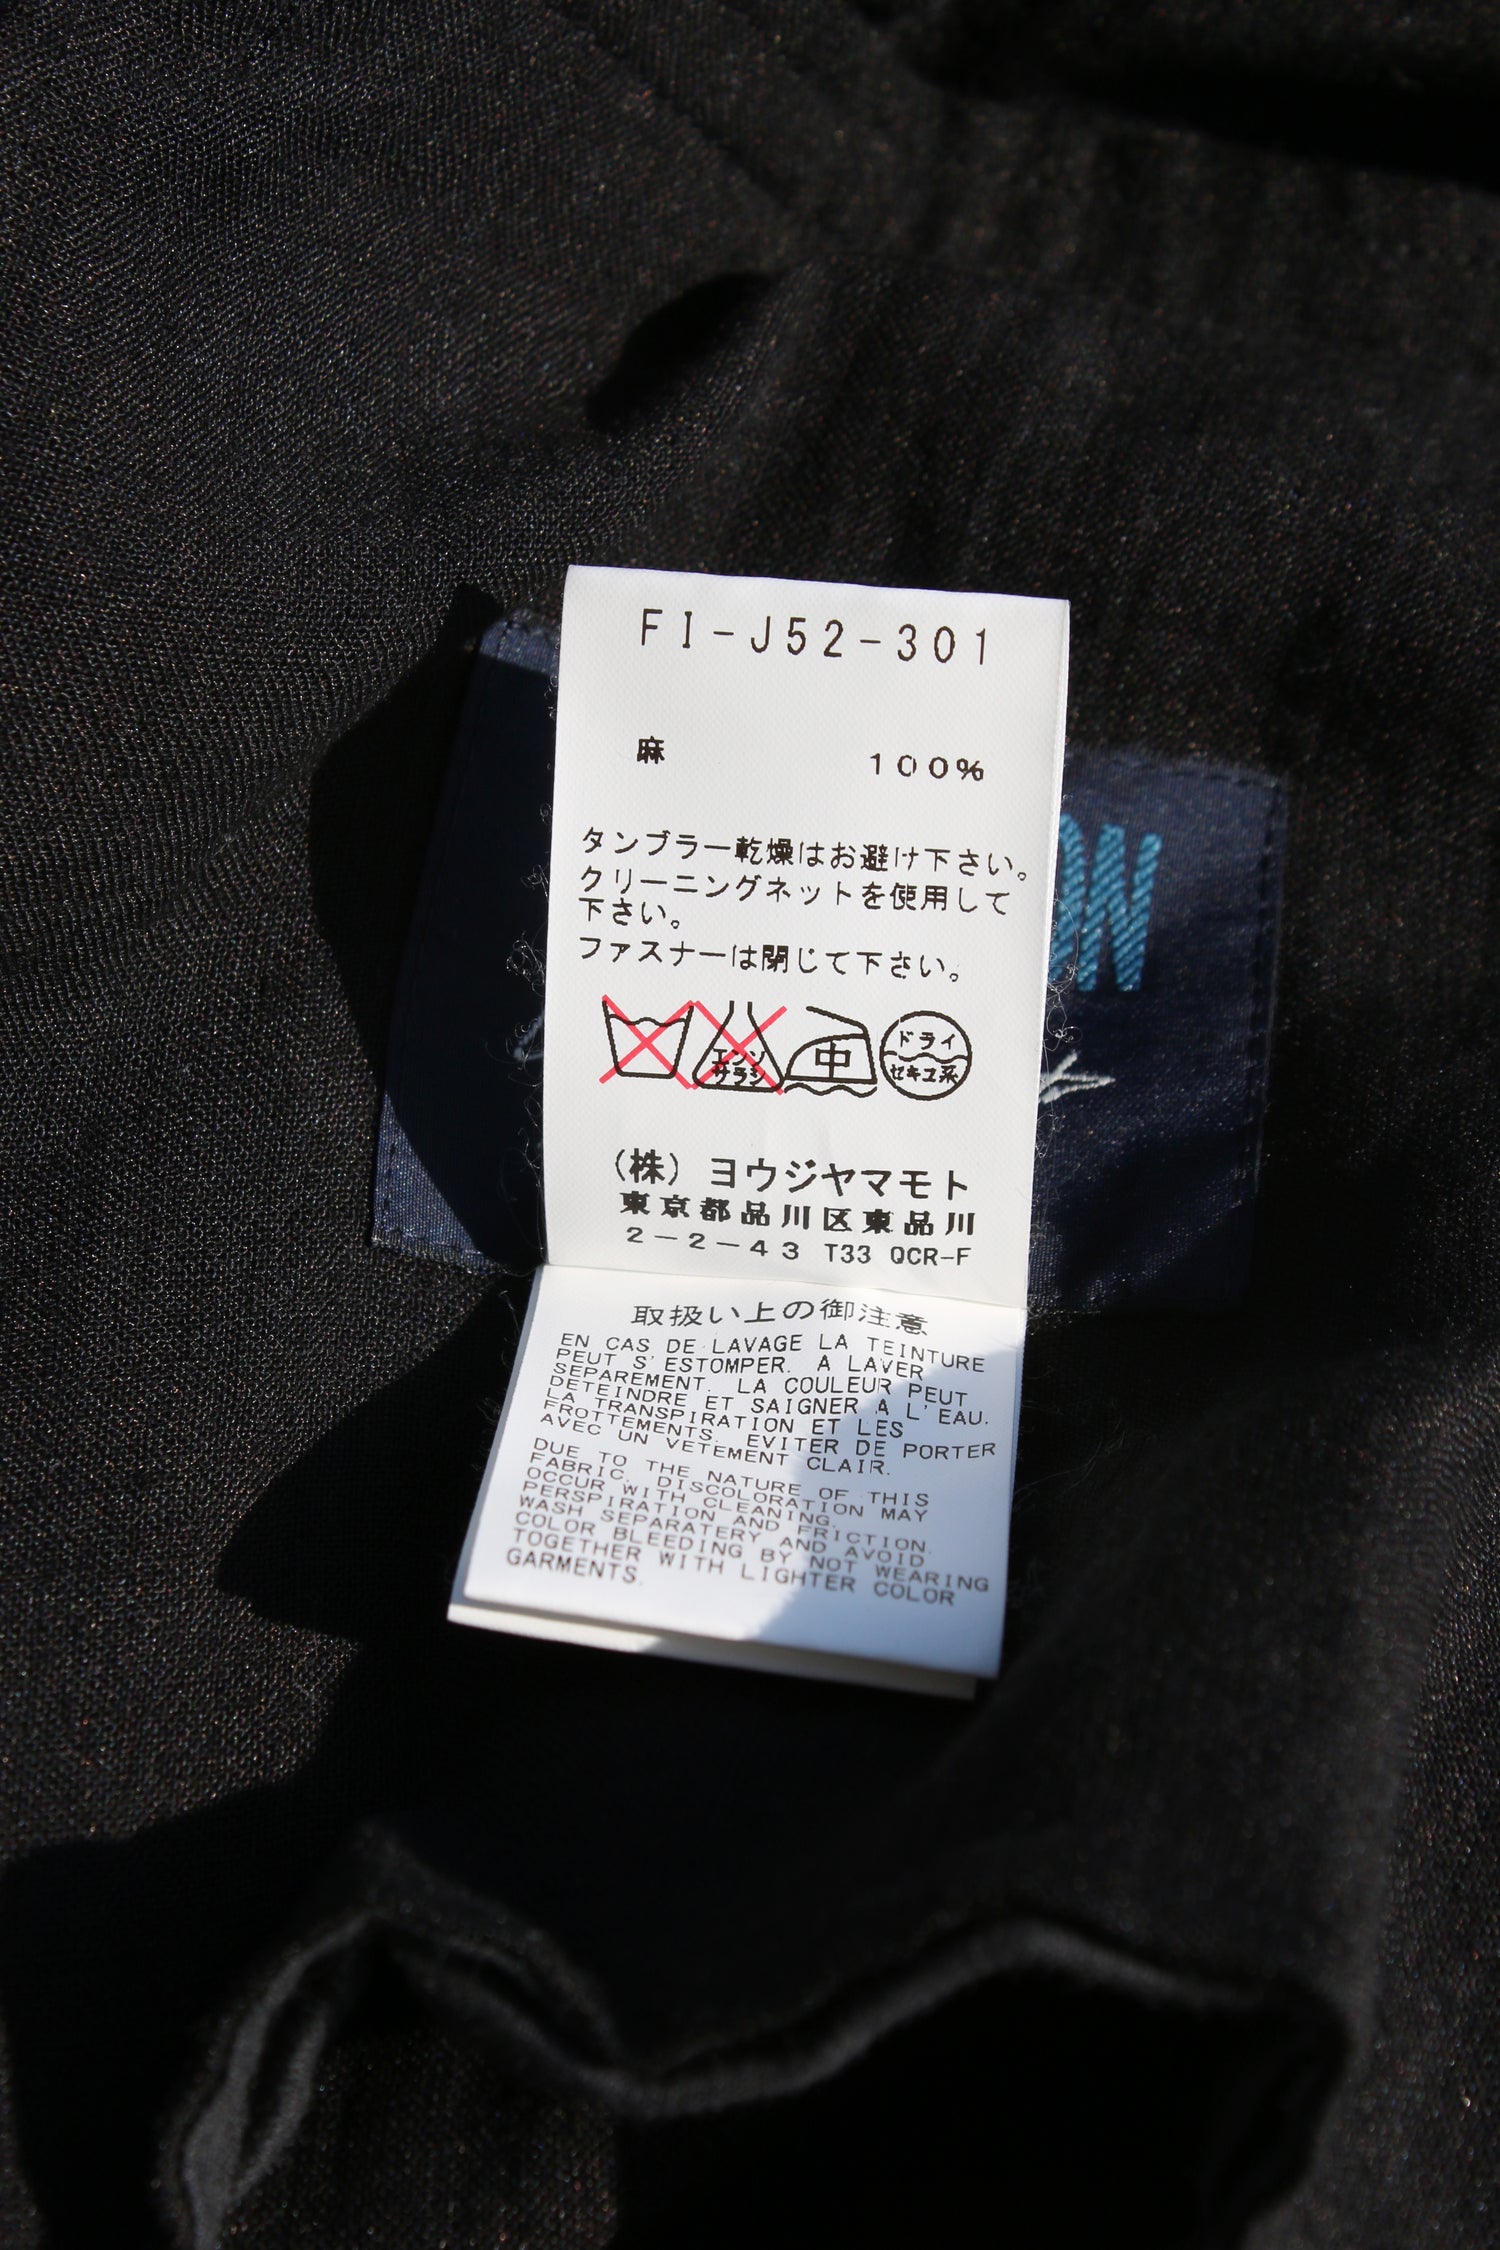 FI-J52-301
麻 100%
タンブラー乾燥はお避け下さい。
クリーニングネットを使用して
下さい。
ファスナーは閉じて下さい。
エンソ
サラシ
中
ドライ
セキユ系
(株) ヨウジヤマモト
東京都品川区東品川
2-2-43 T33 QCR-F
取扱い上の御注意
EN CAS DE LAVAGE LA TEINTURE
PEUT S'ESTOMPER. A LAVER
SEPAREMENT. LA COULEUR PEUT
DETEINDRE ET SAIGNER A L'EAU.
LA TRANSPIRATION ET LES
FROTTEMENTS. EVITER DE PORTER
AVEC UN VETEMENT CLAIR.
DUE TO THE NATURE OF THIS
FABRIC, DISCOLORATION MAY
OCCUR WITH CLEANING,
PERSPIRATION AND FRICTION.
WASH SEPARATERY AND AVOID
COLOR BLEEDING BY NOT WEARING
TOGETHER WITH LIGHTER COLOR
GARMENTS.